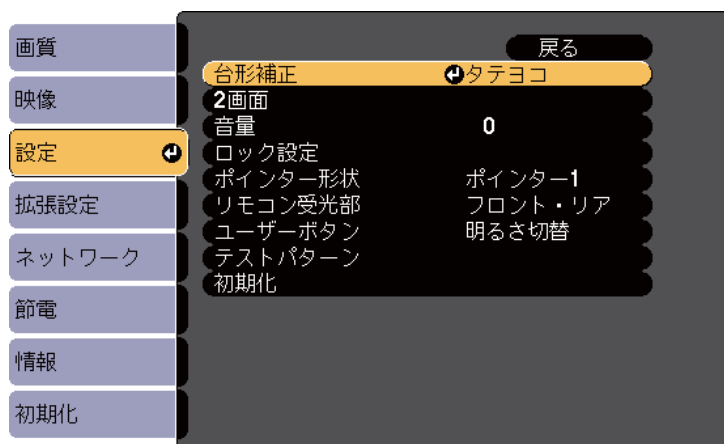 画質
映像
設定
拡張設定
ネットワーク
節電
情報
初期化
戻る
台形補正 タテヨコ
2画面
音量 0
ロック設定
ポインター形状 ポインター1
リモコン受光部 フロント・リア
ユーザーボタン 明るさ切替
テストパターン
初期化